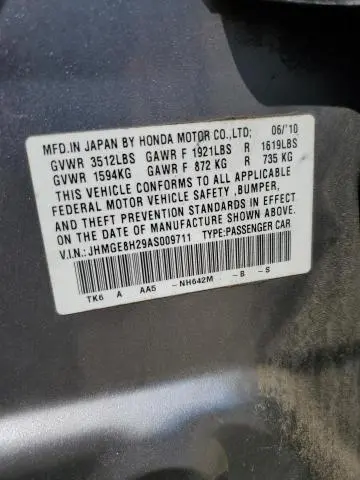 MFD.IN JAPAN BY HONDA MOTOR CO.,LTD; 06/'10
GVWR 3512LBS GAWR F 1921LBS R 1619LBS
GVWR 1594KG GAWR F 872 KG R 735 KG
THIS VEHICLE CONFORMS TO ALL APPLICABLE
FEDERAL MOTOR VEHICLE SAFETY ,BUMPER,
AND THEFT PREVENTION STANDARDS IN EFFECT
ON THE DATE OF MANUFACTURE SHOWN ABOVE.
V.I.N.: JHMGE8H29AS009711 TYPE:PASSENGER CAR
TK6 A AA5 -NH642M -B -S